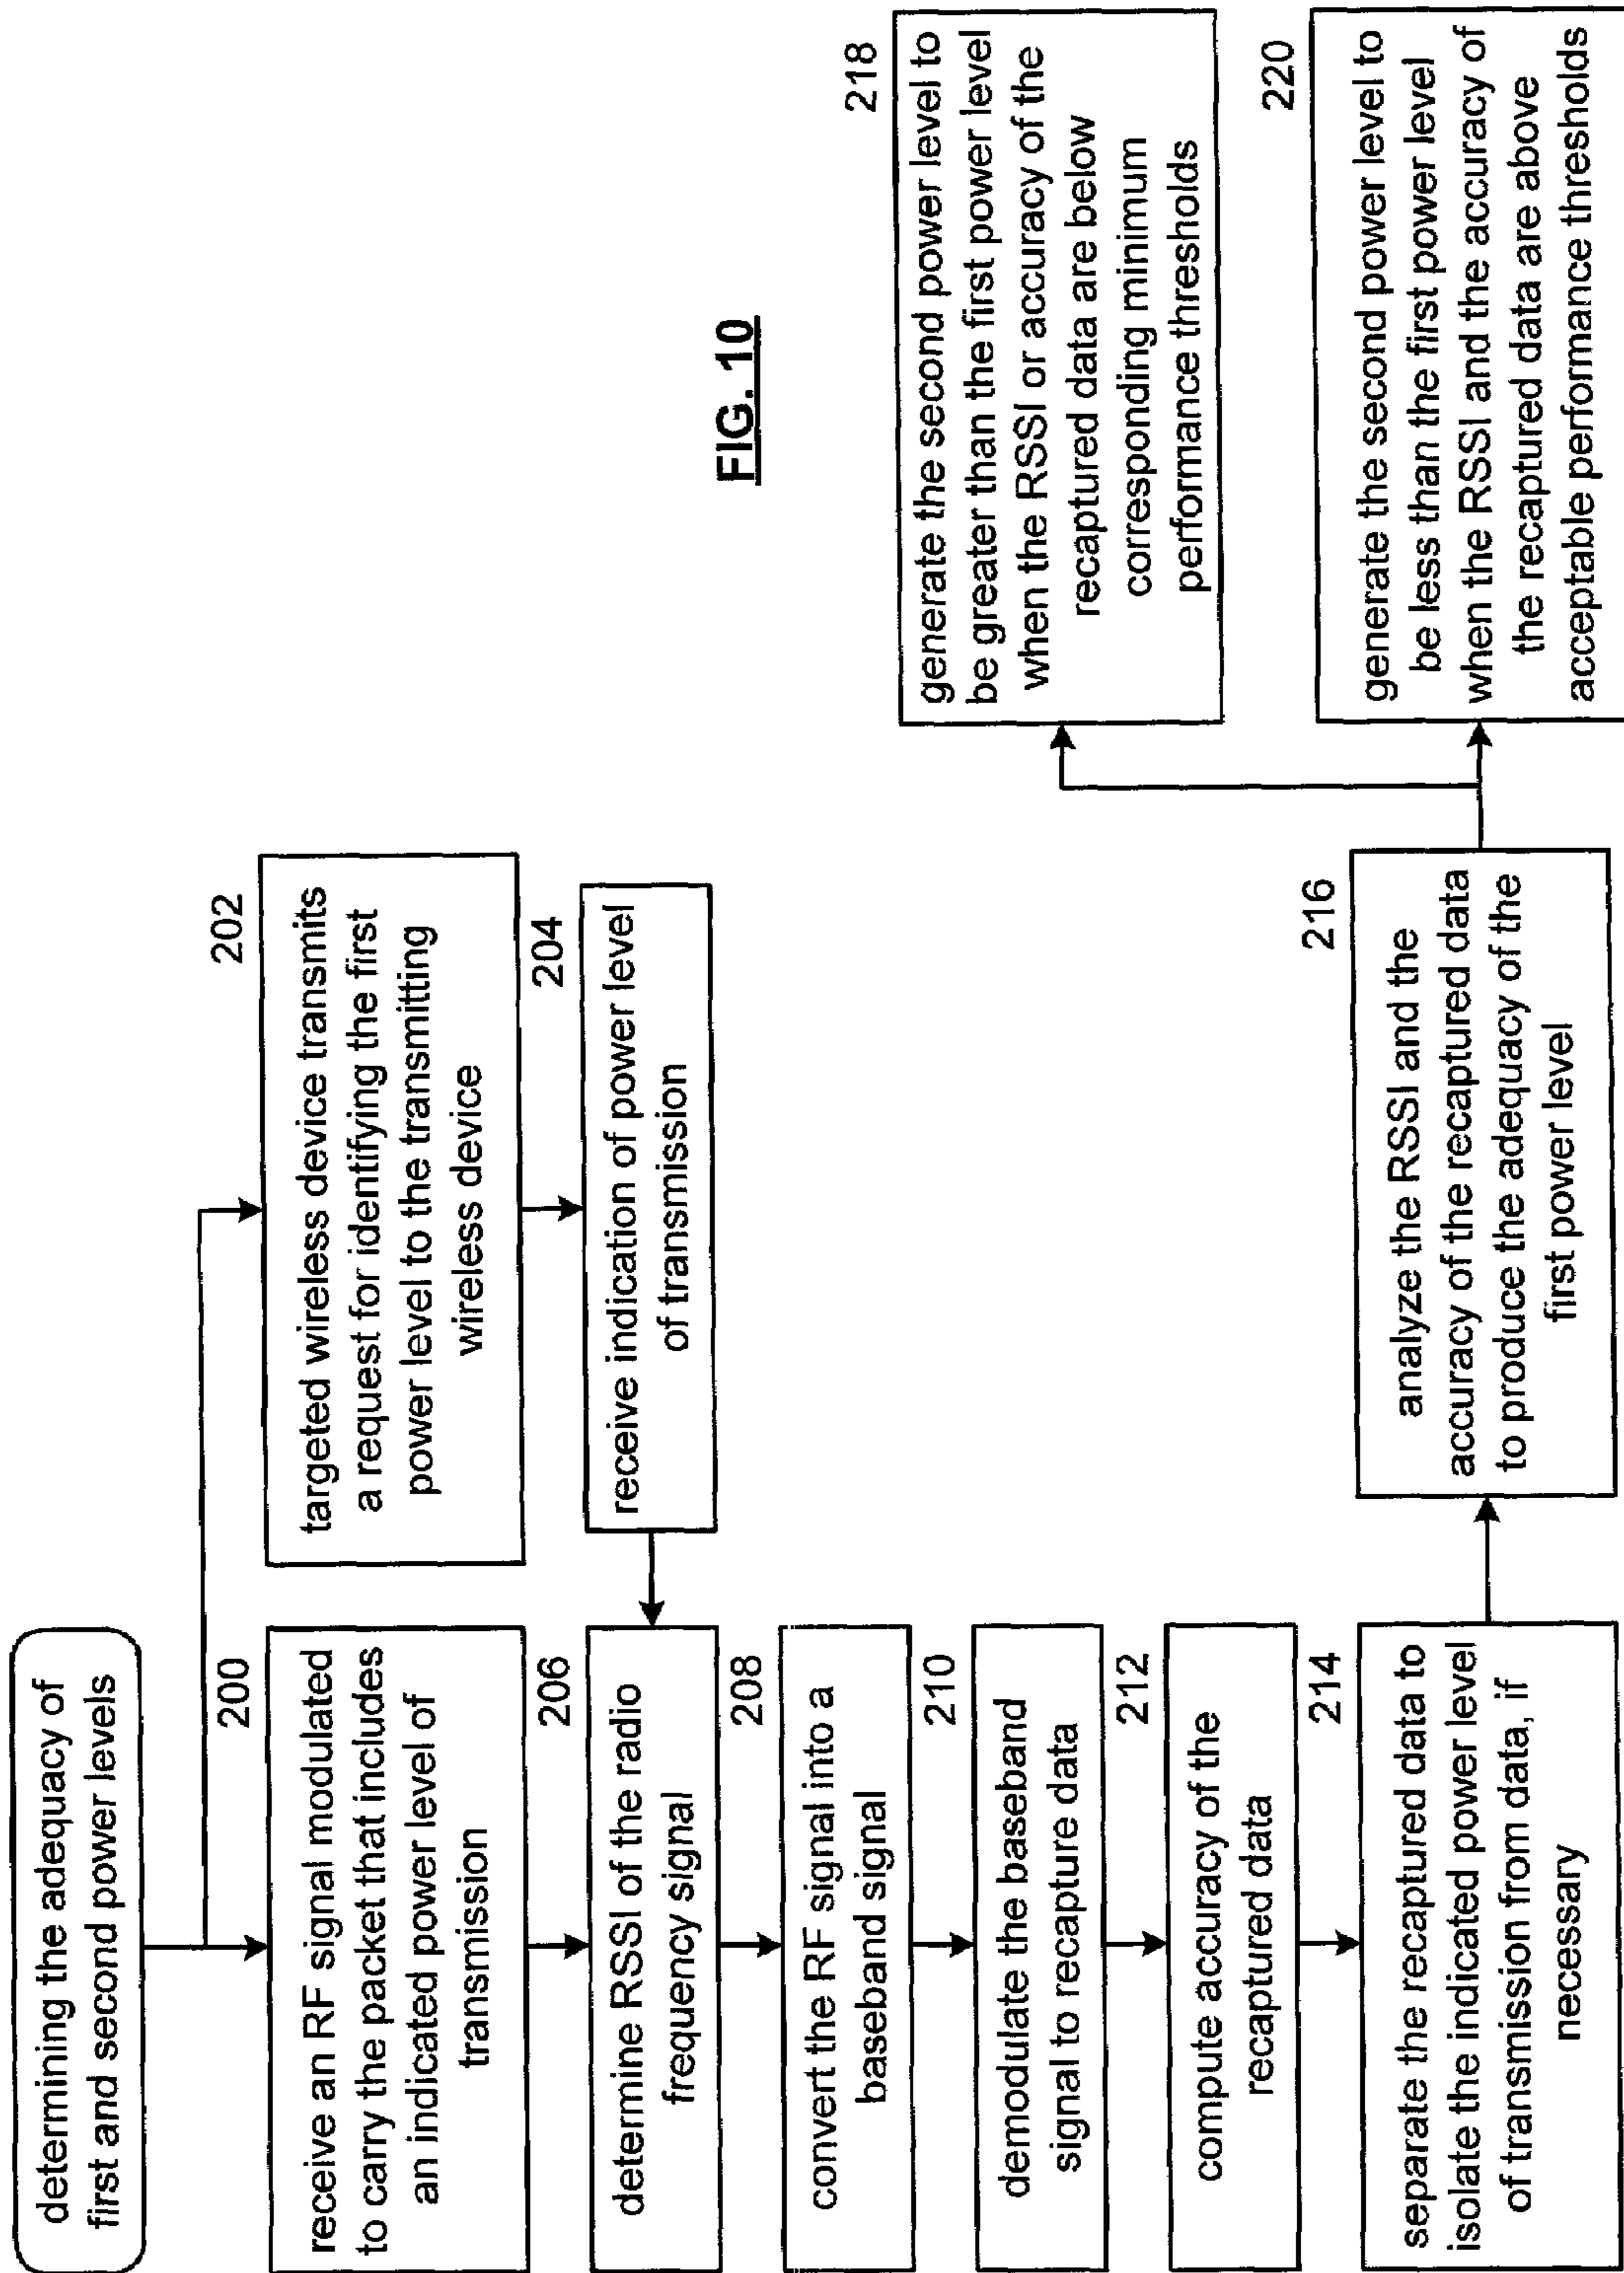 determining the adequacy of
first and second power levels
200
receive an RF signal modulated
to carry the packet that includes
an indicated power level of
transmission
202
targeted wireless device transmits
a request for identifying the first
power level to the transmitting
wireless device
204
receive indication of power level
of transmission
206
determine RSSI of the radio
frequency signal
208
convert the RF signal into a
baseband signal
210
demodulate the baseband
signal to recapture data
212
compute accuracy of the
recaptured data
214
separate the recaptured data to
isolate the indicated power level
of transmission from data, if
necessary
216
analyze the RSSI and the
accuracy of the recaptured data
to produce the adequacy of the
first power level
218
generate the second power level to
be greater than the first power level
when the RSSI or accuracy of the
recaptured data are below
corresponding minimum
performance thresholds
220
generate the second power level to
be less than the first power level
when the RSSI and the accuracy of
the recaptured data are above
acceptable performance thresholds
FIG. 10